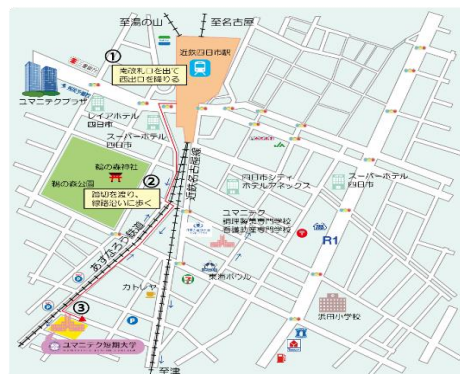 至湯の山
至名古屋
①
近鉄四日市駅
南改札口を出て
西出口を降りる
ユマニテクプラザ
レイアホテル
四日市
スーパーホテル
四日市
鵜の森神社
鵜の森公園
②
踏切を渡り、
線路沿いに歩く
近鉄名古屋線
四日市シティ
ホテルアネックス
スーパーホテル
四日市
あすなろう鉄道
ユマニテク
調理製菓専門学校
看護助産専門学校
R1
東海ボウル
カトレヤ
③
P
浜田小学校
ユマニテク短期大学
至津